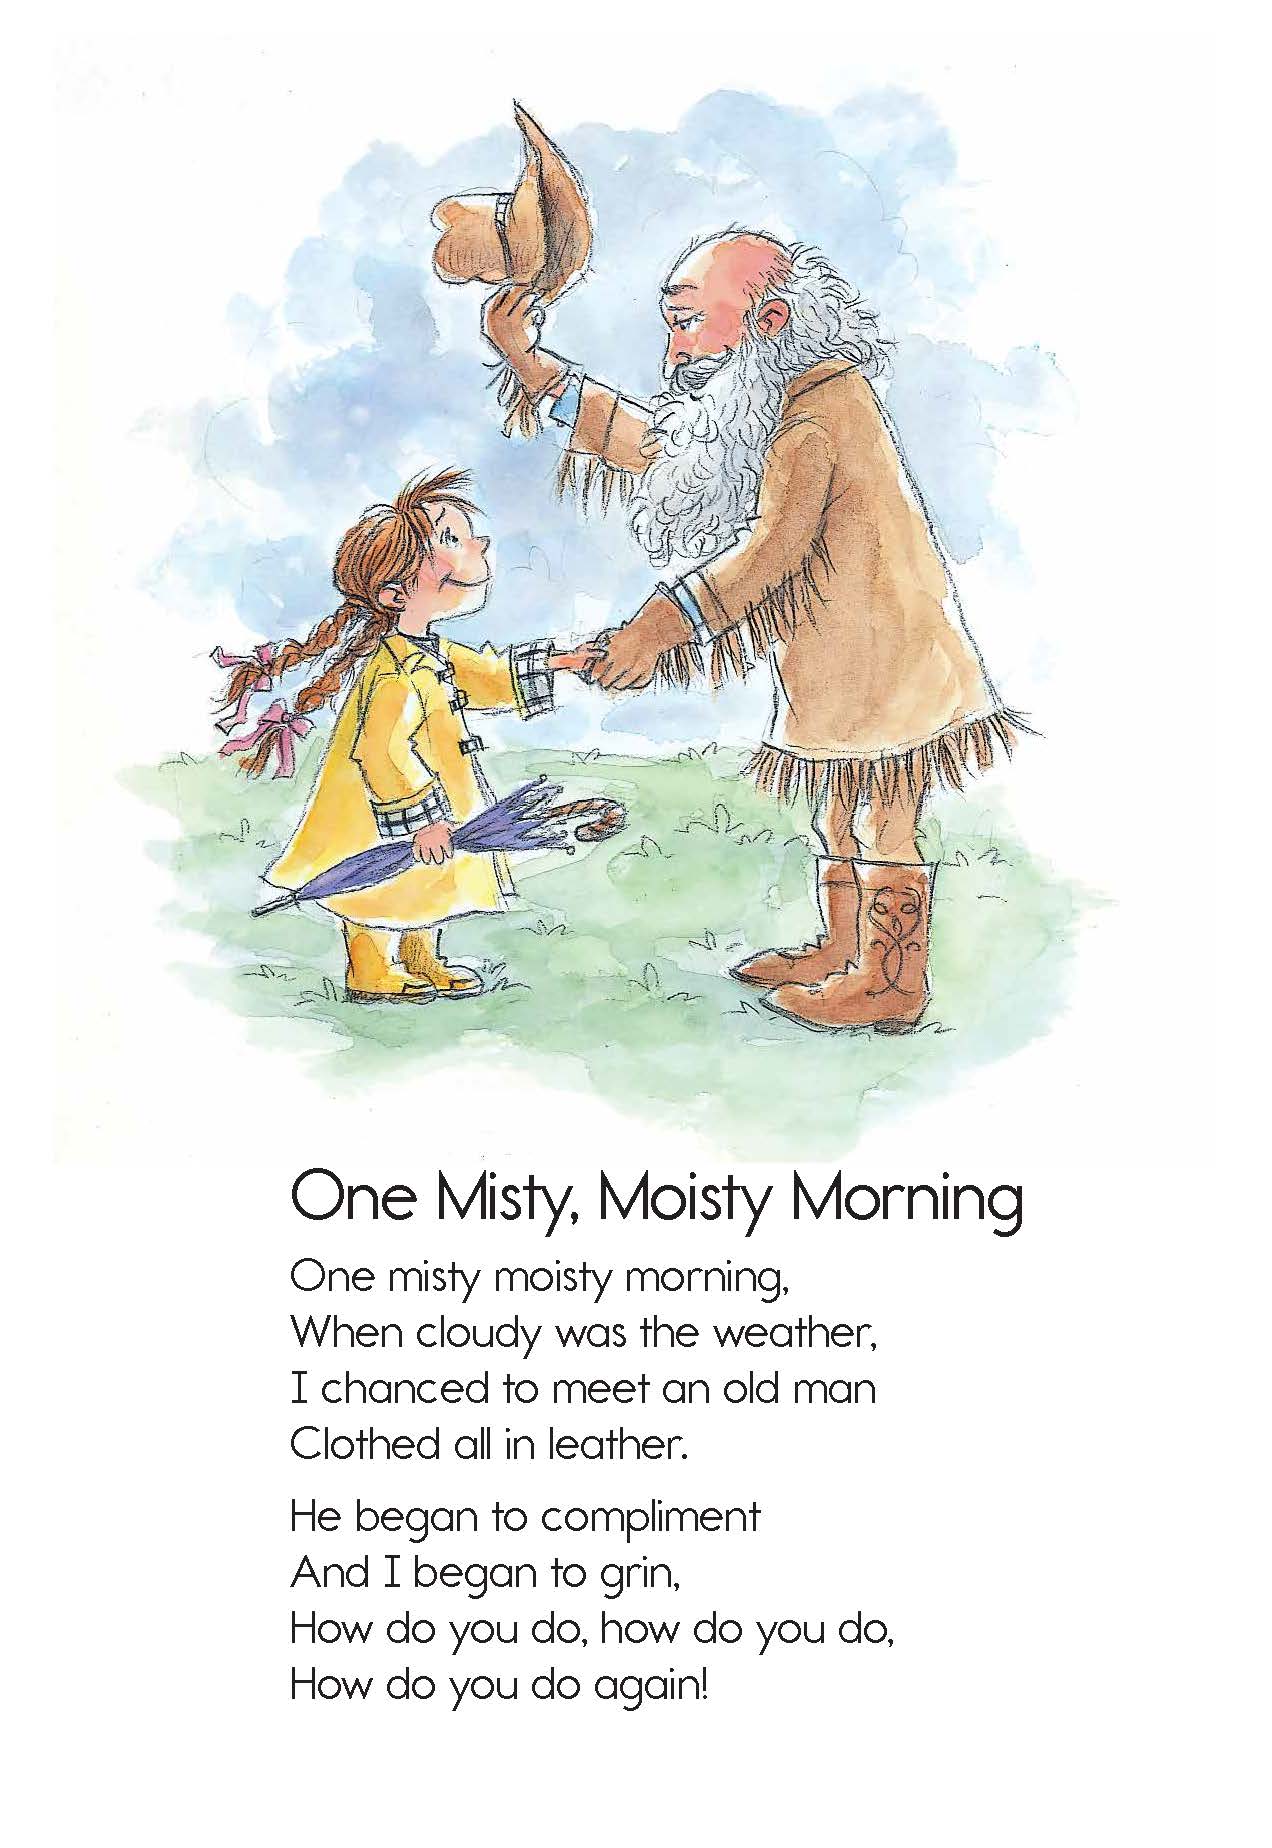 One Misty, Moisty Morning
One misty moisty morning,
When cloudy was the weather,
I chanced to meet an old man
Clothed all in leather.
He began to compliment
And I began to grin,
How do you do, how do you do,
How do you do again!